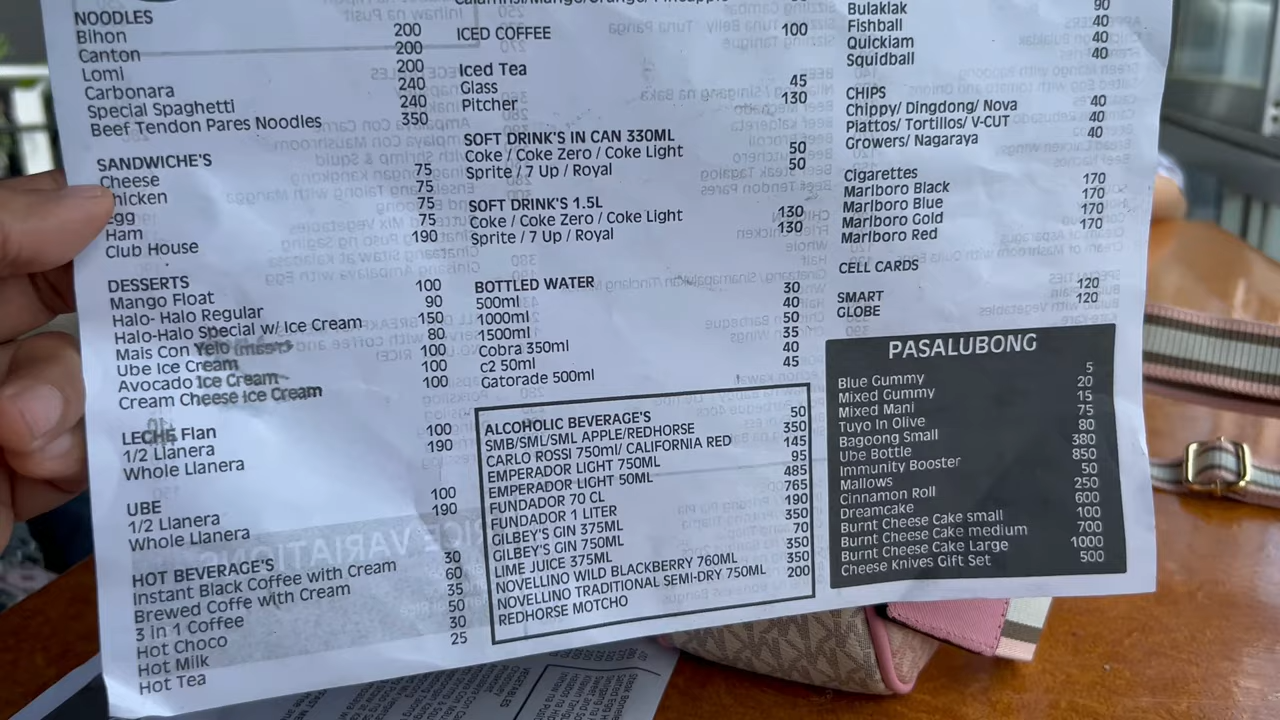 NOODLES
Bihon 200
Canton 200
Lomi 200
Carbonara 240
Special Spaghetti 240
Beef Tendon Pares Noodles 350
SANDWICHE'S
Cheese 75
Chicken 75
Egg 75
Ham 75
Club House 190
DESSERTS
Mango Float 100
Halo- Halo Regular 90
Halo-Halo Special w/ Ice Cream 150
Mais Con Yelo 80
Ube Ice Cream 100
Avocado Ice Cream 100
Cream Cheese Ice Cream 100
LECHE Flan
1/2 Llanera 100
Whole Llanera 190
UBE
1/2 Llanera 100
Whole Llanera 190
HOT BEVERAGE'S
Instant Black Coffee with Cream 30
Brewed Coffe with Cream 60
3 in 1 Coffee 35
Hot Choco 50
Hot Milk 30
Hot Tea 25
ICED COFFEE 100
Iced Tea
Glass 45
Pitcher 130
SOFT DRINK'S IN CAN 330ML
Coke / Coke Zero / Coke Light 50
Sprite / 7 Up / Royal 50
SOFT DRINK'S 1.5L
Coke / Coke Zero / Coke Light 130
Sprite / 7 Up / Royal 130
BOTTLED WATER
500ml 30
1000ml 40
1500ml 50
Cobra 350ml 35
c2 50ml 40
Gatorade 500ml 45
ALCOHOLIC BEVERAGE'S
SMB/SML/SML APPLE/REDHORSE 50
CARLO ROSSI 750ml/ CALIFORNIA RED 350
EMPERADOR LIGHT 750ML 145
EMPERADOR LIGHT 50ML 95
FUNDADOR 70 CL 485
FUNDADOR 1 LITER 765
GILBEY'S GIN 375ML 190
GILBEY'S GIN 750ML 350
LIME JUICE 375ML 70
NOVELLINO WILD BLACKBERRY 760ML 350
NOVELLINO TRADITIONAL SEMI-DRY 750ML 350
REDHORSE MOTCHO 200
Bulaklak 90
Fishball 40
Quickiam 40
Squidball 40
CHIPS
Chippy/ Dingdong/ Nova 40
Piattos/ Tortillos/ V-CUT 40
Growers/ Nagaraya 40
Cigarettes
Marlboro Black 170
Marlboro Blue 170
Marlboro Gold 170
Marlboro Red 170
CELL CARDS
SMART 120
GLOBE 120
PASALUBONG
Blue Gummy 5
Mixed Gummy 20
Mixed Mani 15
Tuyo In Olive 75
Bagoong Small 80
Ube Bottle 380
Immunity Booster 850
Mallows 50
Cinnamon Roll 250
Dreamcake 600
Burnt Cheese Cake small 100
Burnt Cheese Cake medium 700
Burnt Cheese Cake Large 1000
Cheese Knives Gift Set 500